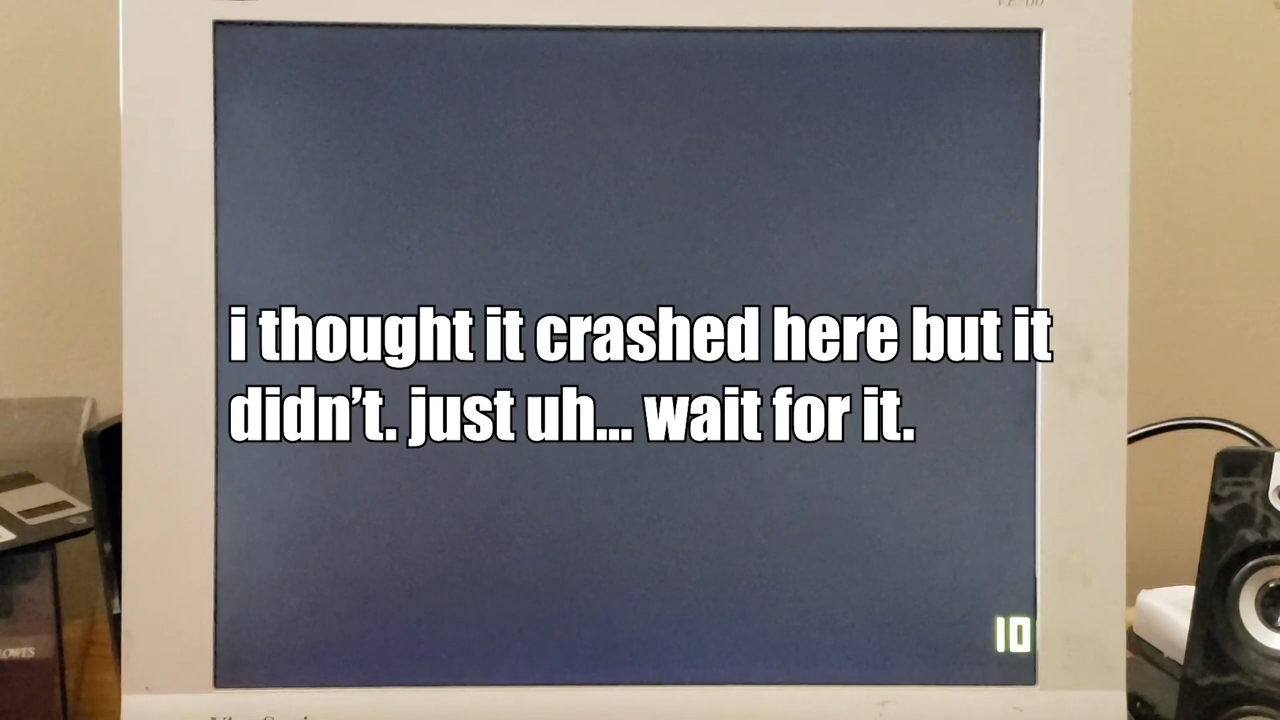 i thought it crashed here but it
didn't. just uh... wait for it.
10